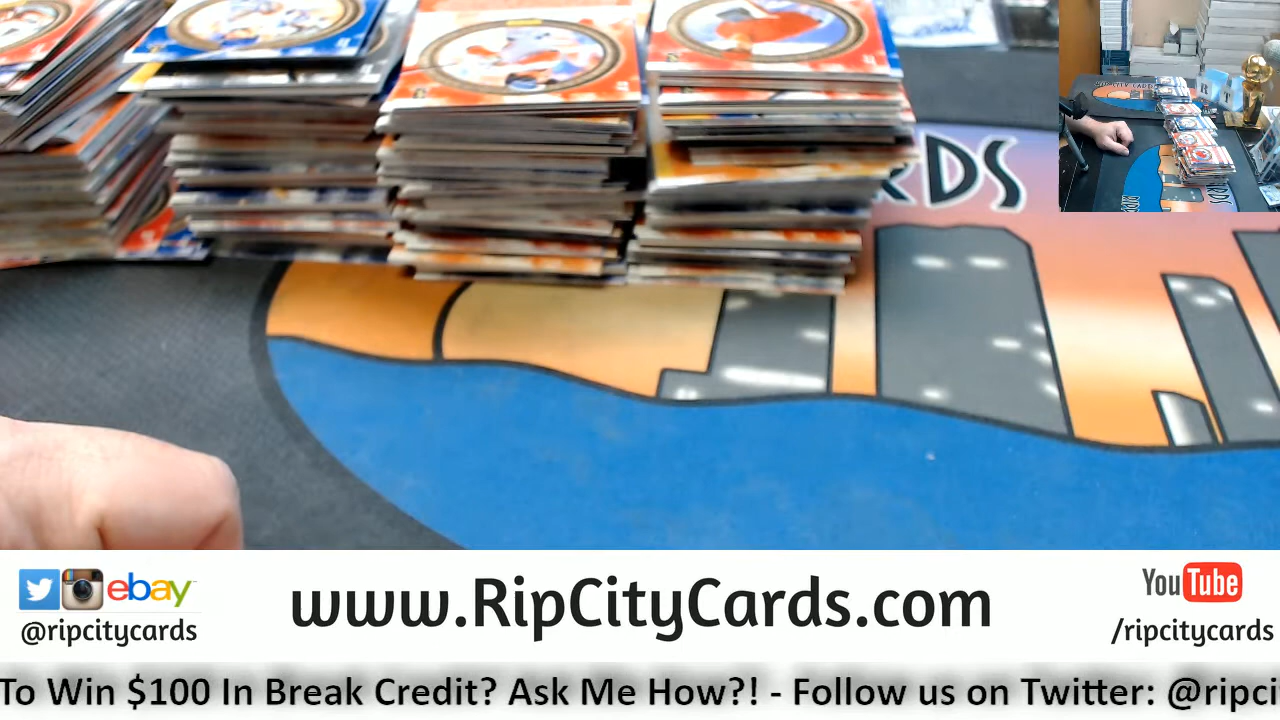 RDS
www.RipCityCards.com
ebay
@ripcitycards
YouTube
/ripcitycards
To Win $100 In Break Credit? Ask Me How?! - Follow us on Twitter: @ripci